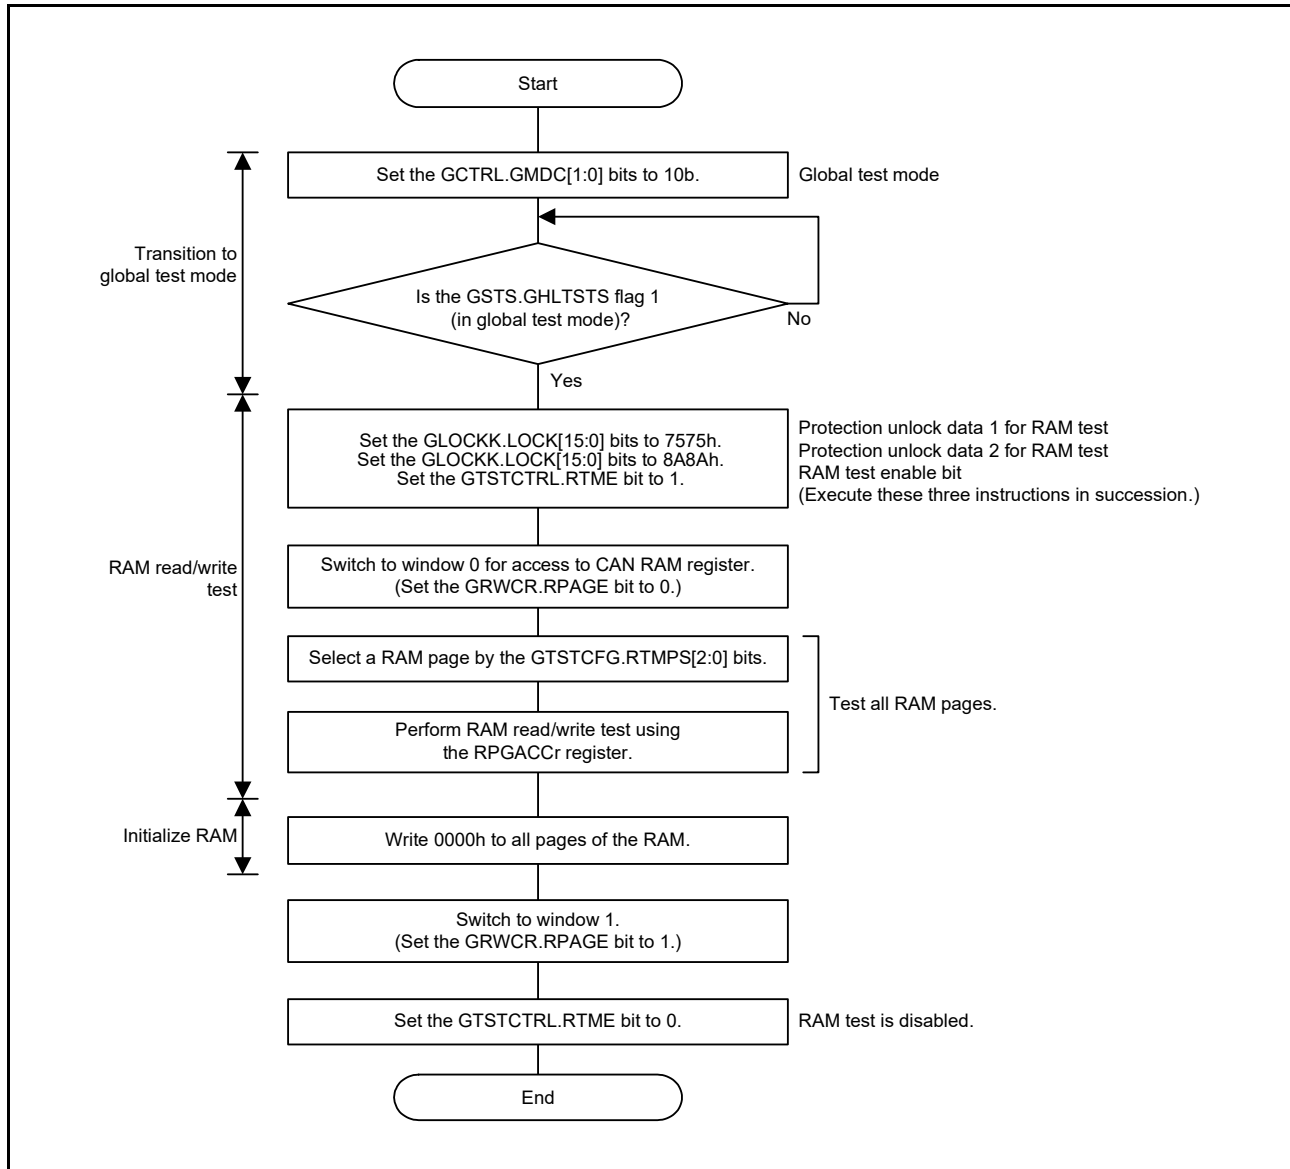 Start
Set the GCTRL.GMDC[1:0] bits to 10b.
Global test mode
Transition to
global test mode
Is the GSTS.GHLTSTS flag 1
(in global test mode)?
No
Yes
Set the GLOCKK.LOCK[15:0] bits to 7575h.
Set the GLOCKK.LOCK[15:0] bits to 8A8Ah.
Set the GTSTCTRL.RTME bit to 1.
Protection unlock data 1 for RAM test
Protection unlock data 2 for RAM test
RAM test enable bit
(Execute these three instructions in succession.)
RAM read/write
test
Switch to window 0 for access to CAN RAM register.
(Set the GRWCR.RPAGE bit to 0.)
Select a RAM page by the GTSTCFG.RTMPS[2:0] bits.
Test all RAM pages.
Perform RAM read/write test using
the RPGACCr register.
Initialize RAM
Write 0000h to all pages of the RAM.
Switch to window 1.
(Set the GRWCR.RPAGE bit to 1.)
Set the GTSTCTRL.RTME bit to 0.
RAM test is disabled.
End